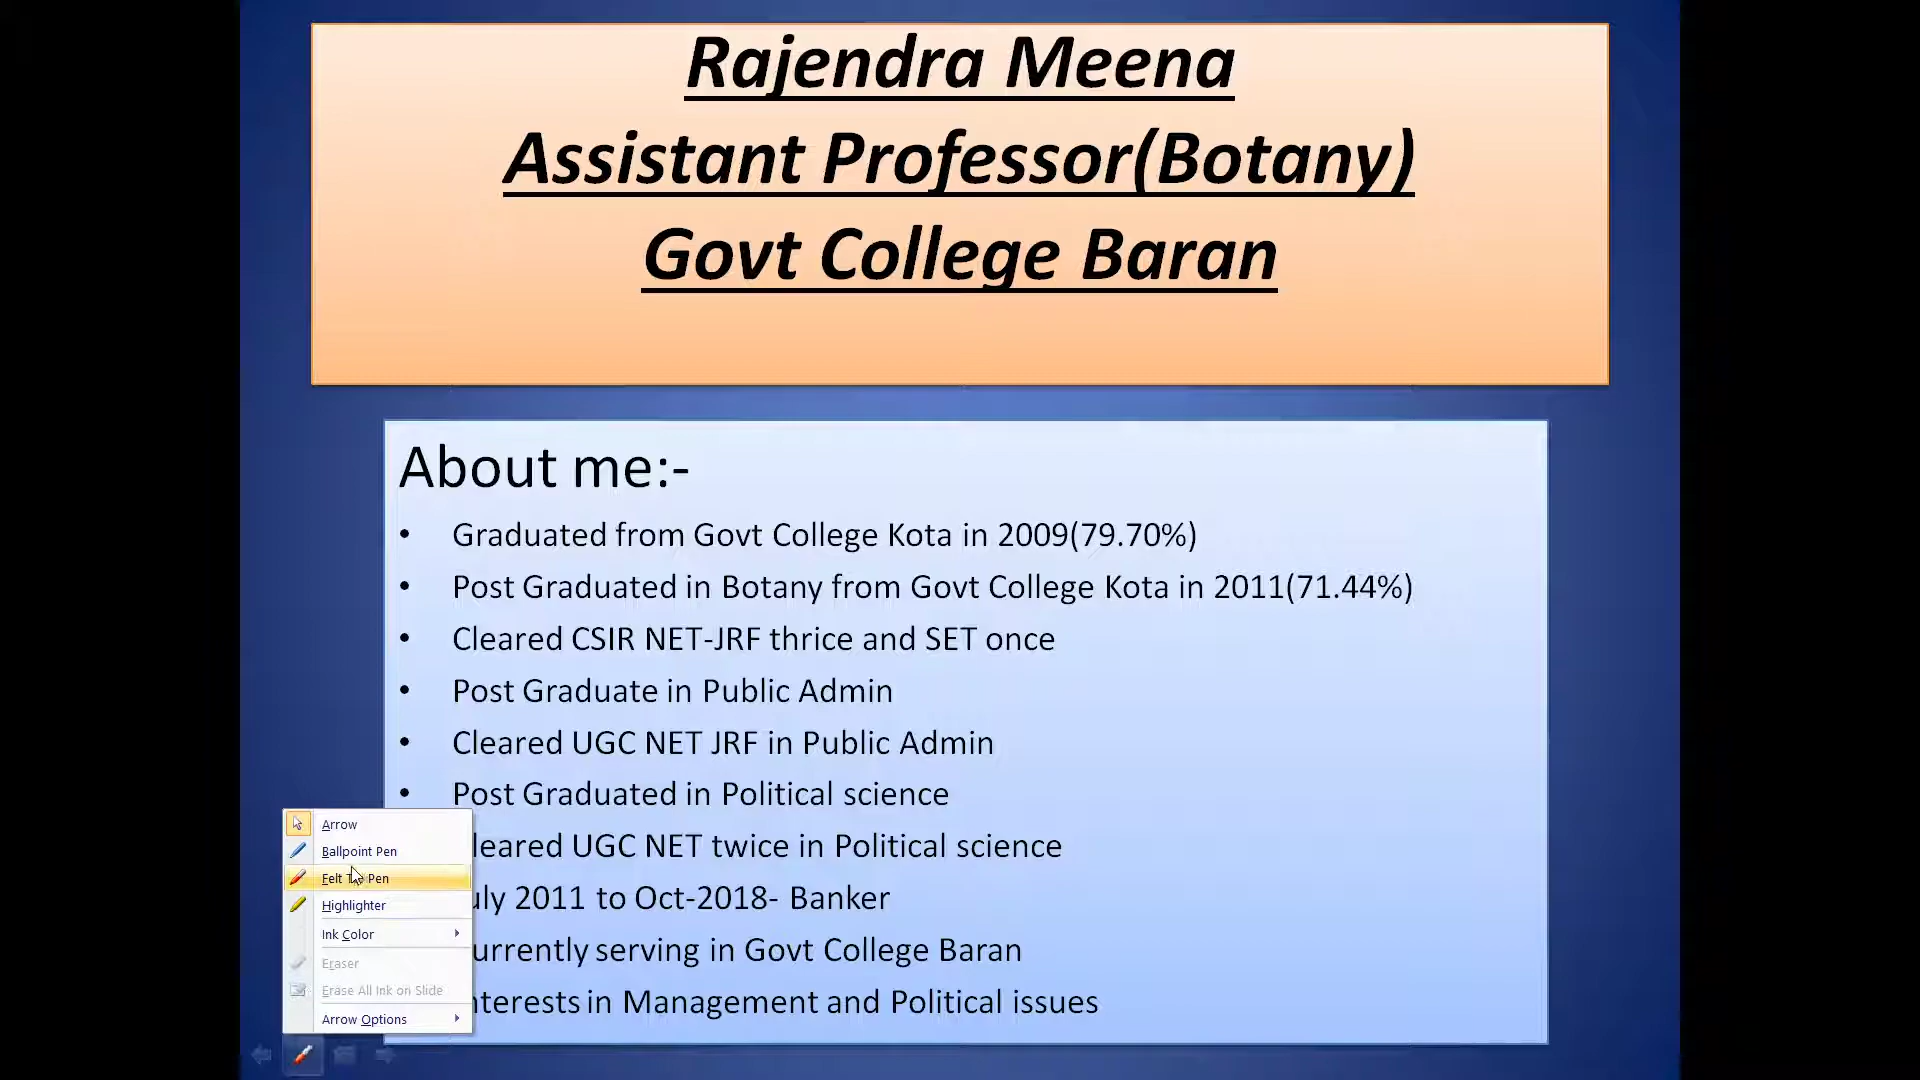 Rajendra Meena
Assistant Professor(Botany)
Govt College Baran
About me:-
• Graduated from Govt College Kota in 2009(79.70%)
• Post Graduated in Botany from Govt College Kota in 2011(71.44%)
• Cleared CSIR NET-JRF thrice and SET once
• Post Graduate in Public Admin
• Cleared UGC NET JRF in Public Admin
• Post Graduated in Political science
leared UGC NET twice in Political science
uly 2011 to Oct-2018- Banker
urrently serving in Govt College Baran
nterests in Management and Political issues
Arrow
Ballpoint Pen
Felt Pen
Highlighter
Ink Color
Eraser
Erase All Ink on Slide
Arrow Options